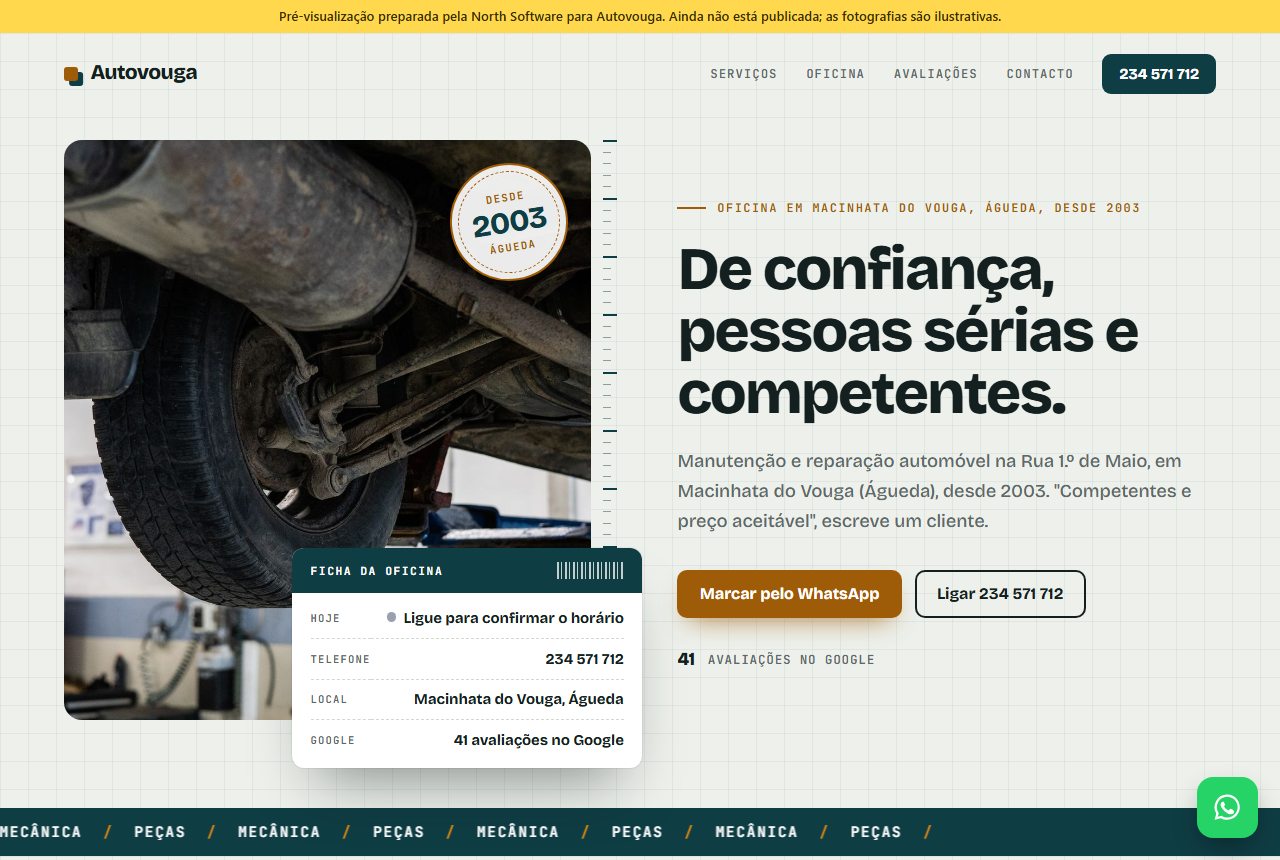 Pré-visualização preparada pela North Software para Autovouga. Ainda não está publicada; as fotografias são ilustrativas.
Autovouga
SERVIÇOS
OFICINA
AVALIAÇÕES
CONTACTO
234 571 712
DESDE
2003
ÁGUEDA
OFICINA EM MACINHATA DO VOUGA, ÁGUEDA, DESDE 2003
De confiança,
pessoas sérias e
competentes.
Manutenção e reparação automóvel na Rua 1.º de Maio, em
Macinhata do Vouga (Águeda), desde 2003. "Competentes e
preço aceitável", escreve um cliente.
Marcar pelo WhatsApp
Ligar 234 571 712
41 AVALIAÇÕES NO GOOGLE
FICHA DA OFICINA
HOJE Ligue para confirmar o horário
TELEFONE 234 571 712
LOCAL Macinhata do Vouga, Águeda
GOOGLE 41 avaliações no Google
MECÂNICA / PEÇAS / MECÂNICA / PEÇAS / MECÂNICA / PEÇAS / MECÂNICA / PEÇAS /